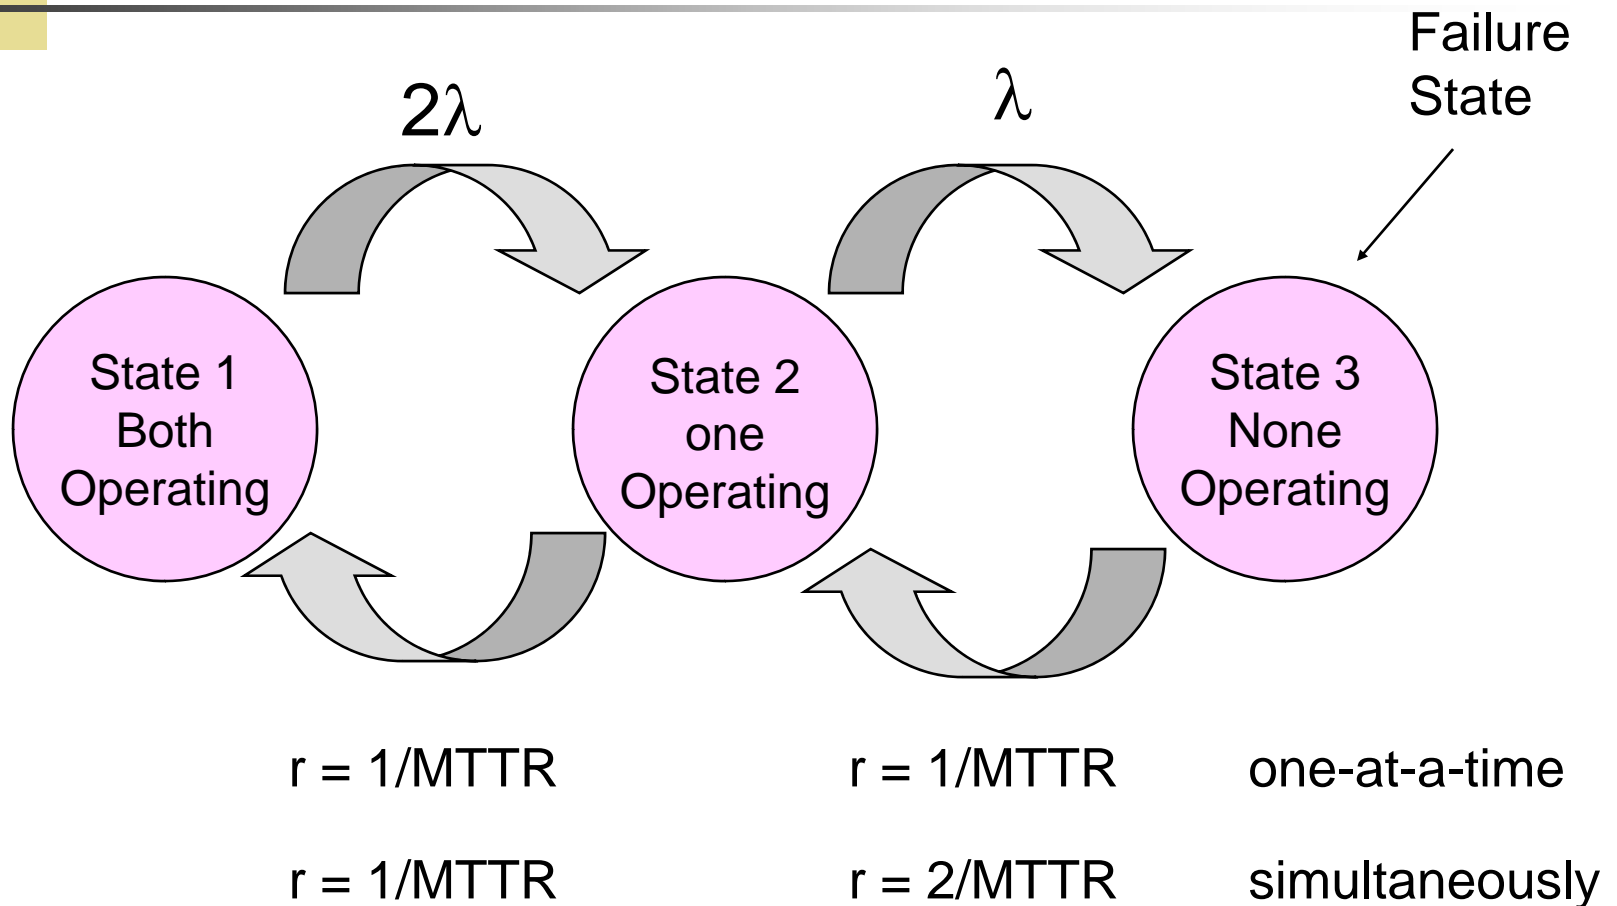 Failure
State
2λ
λ
State 1
Both
Operating
State 2
one
Operating
State 3
None
Operating
r = 1/MTTR
r = 1/MTTR
one-at-a-time
r = 1/MTTR
r = 2/MTTR
simultaneously